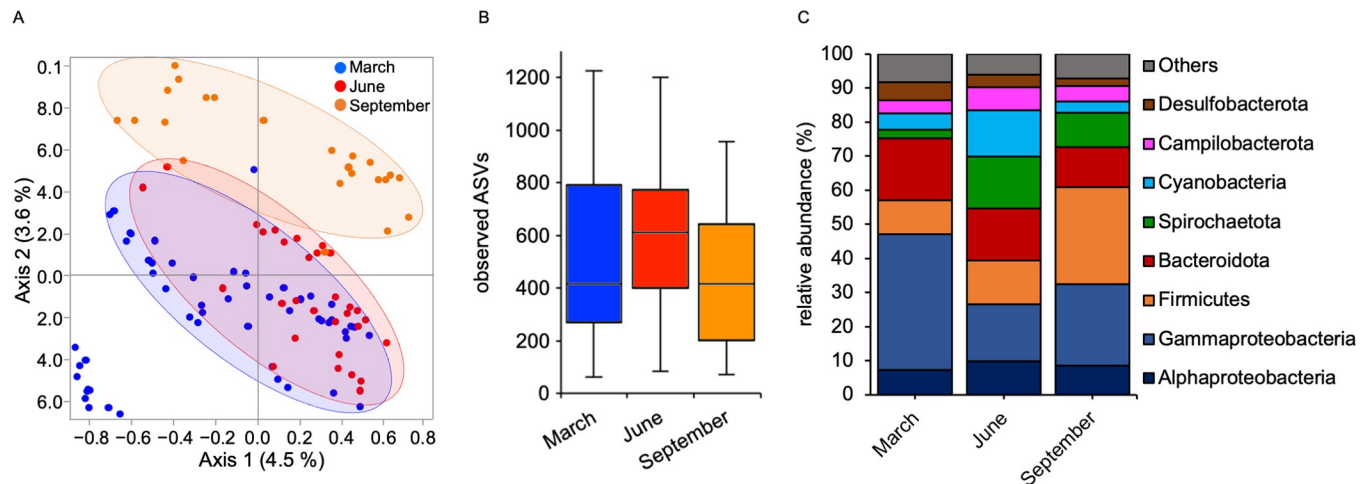 A
B
C
0.1
8.0
6.0
4.0
2.0
0.0
2.0
4.0
6.0
Axis 2 (3.6 %)
March
June
September
−0.8 −0.6 −0.4 −0.2 0.0 0.2 0.4 0.6 0.8
Axis 1 (4.5 %)
observed ASVs
1200
1000
800
600
400
200
0
March
June
September
relative abundance (%)
100
90
80
70
60
50
40
30
20
10
0
March
June
September
Others
Desulfobacterota
Campilobacterota
Cyanobacteria
Spirochaetota
Bacteroidota
Firmicutes
Gammaproteobacteria
Alphaproteobacteria